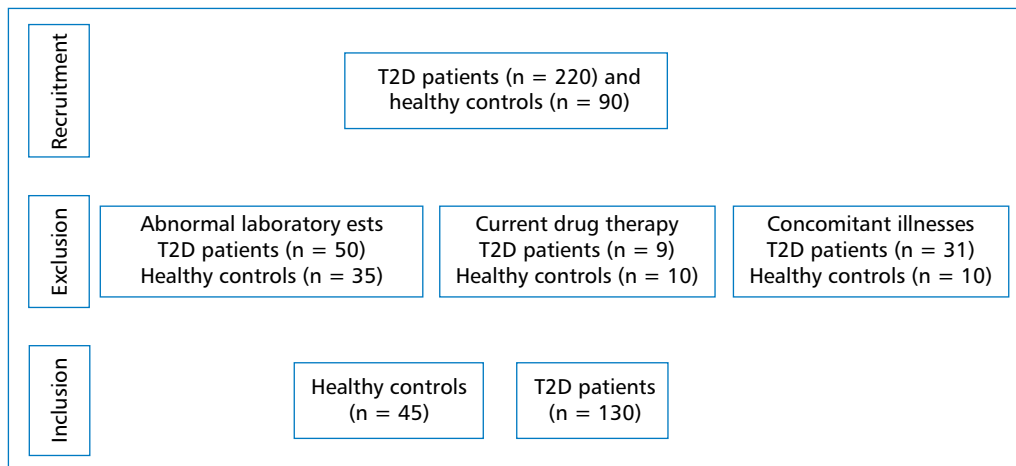 Recruitment
T2D patients (n = 220) and
healthy controls (n = 90)
Exclusion
Abnormal laboratory ests
T2D patients (n = 50)
Healthy controls (n = 35)
Current drug therapy
T2D patients (n = 9)
Healthy controls (n = 10)
Concomitant illnesses
T2D patients (n = 31)
Healthy controls (n = 10)
Inclusion
Healthy controls
(n = 45)
T2D patients
(n = 130)